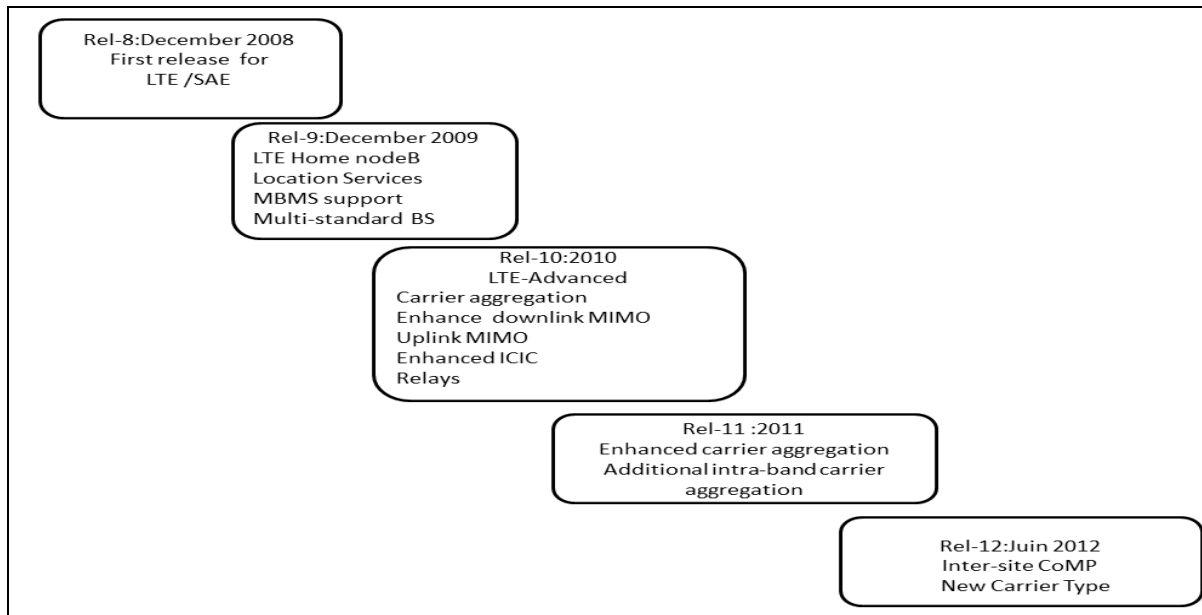 Rel-8:December 2008
First release for
LTE /SAE
Rel-9:December 2009
LTE Home nodeB
Location Services
MBMS support
Multi-standard BS
Rel-10:2010
LTE-Advanced
Carrier aggregation
Enhance downlink MIMO
Uplink MIMO
Enhanced ICIC
Relays
Rel-11 :2011
Enhanced carrier aggregation
Additional intra-band carrier
aggregation
Rel-12:Juin 2012
Inter-site CoMP
New Carrier Type